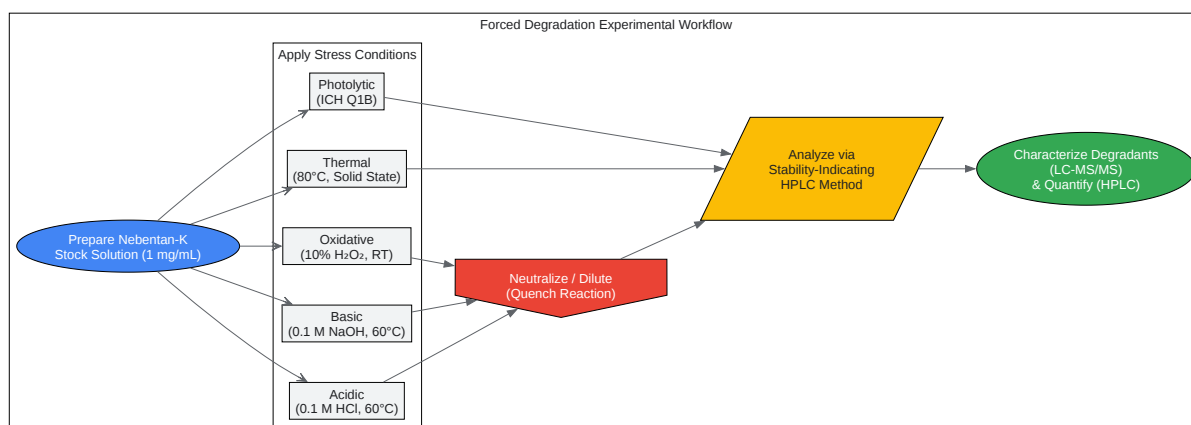 Forced Degradation Experimental Workflow
Apply Stress Conditions
Photolytic
(ICH Q1B)
Thermal
(80°C, Solid State)
Oxidative
(10% H₂O₂, RT)
Basic
(0.1 M NaOH, 60°C)
Acidic
(0.1 M HCl, 60°C)
Prepare Nebentan-K
Stock Solution (1 mg/mL)
Neutralize / Dilute
(Quench Reaction)
Analyze via
Stability-Indicating
HPLC Method
Characterize Degradants
(LC-MS/MS)
& Quantify (HPLC)